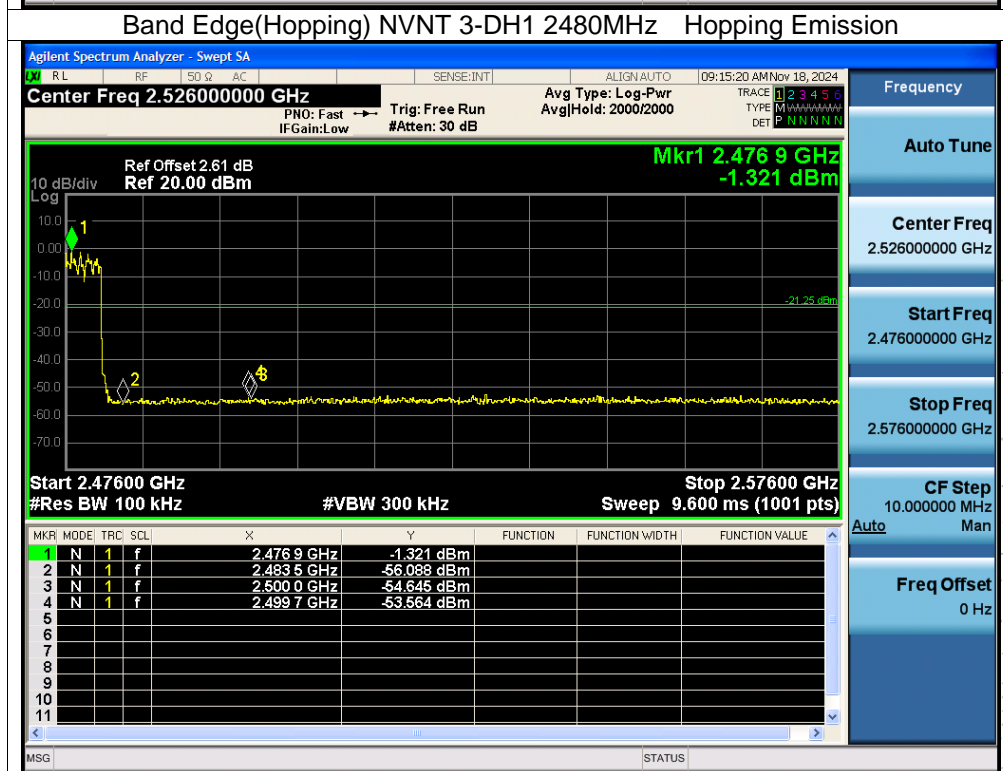 Band Edge(Hopping) NVNT 3-DH1 2480MHz Hopping Emission
Agilent Spectrum Analyzer - Swept SA
LXI RL RF 50 Ω AC SENSE:INT ALIGN AUTO 09:15:20 AM Nov 18, 2024
Center Freq 2.526000000 GHz
PNO: Fast
IFGain:Low
Trig: Free Run
#Atten: 30 dB
Avg Type: Log-Pwr
Avg|Hold: 2000/2000
TRACE 1 2 3 4 5 6
TYPE M WWWWW
DET P N N N N N
Ref Offset 2.61 dB
Ref 20.00 dBm
10 dB/div
Log
Mkr1 2.476 9 GHz
-1.321 dBm
10.0
0.00
-10.0
-20.0
-30.0
-40.0
-50.0
-60.0
-70.0
1
2
4
3
-21.25 dBm
Start 2.47600 GHz
Stop 2.57600 GHz
#Res BW 100 kHz
#VBW 300 kHz
Sweep 9.600 ms (1001 pts)
MKR MODE TRC SCL X Y FUNCTION FUNCTION WIDTH FUNCTION VALUE
1 N 1 f 2.476 9 GHz -1.321 dBm
2 N 1 f 2.483 5 GHz -56.088 dBm
3 N 1 f 2.500 0 GHz -54.645 dBm
4 N 1 f 2.499 7 GHz -53.564 dBm
5
6
7
8
9
10
11
MSG STATUS
Frequency
Auto Tune
Center Freq
2.526000000 GHz
Start Freq
2.476000000 GHz
Stop Freq
2.576000000 GHz
CF Step
10.000000 MHz
Auto Man
Freq Offset
0 Hz